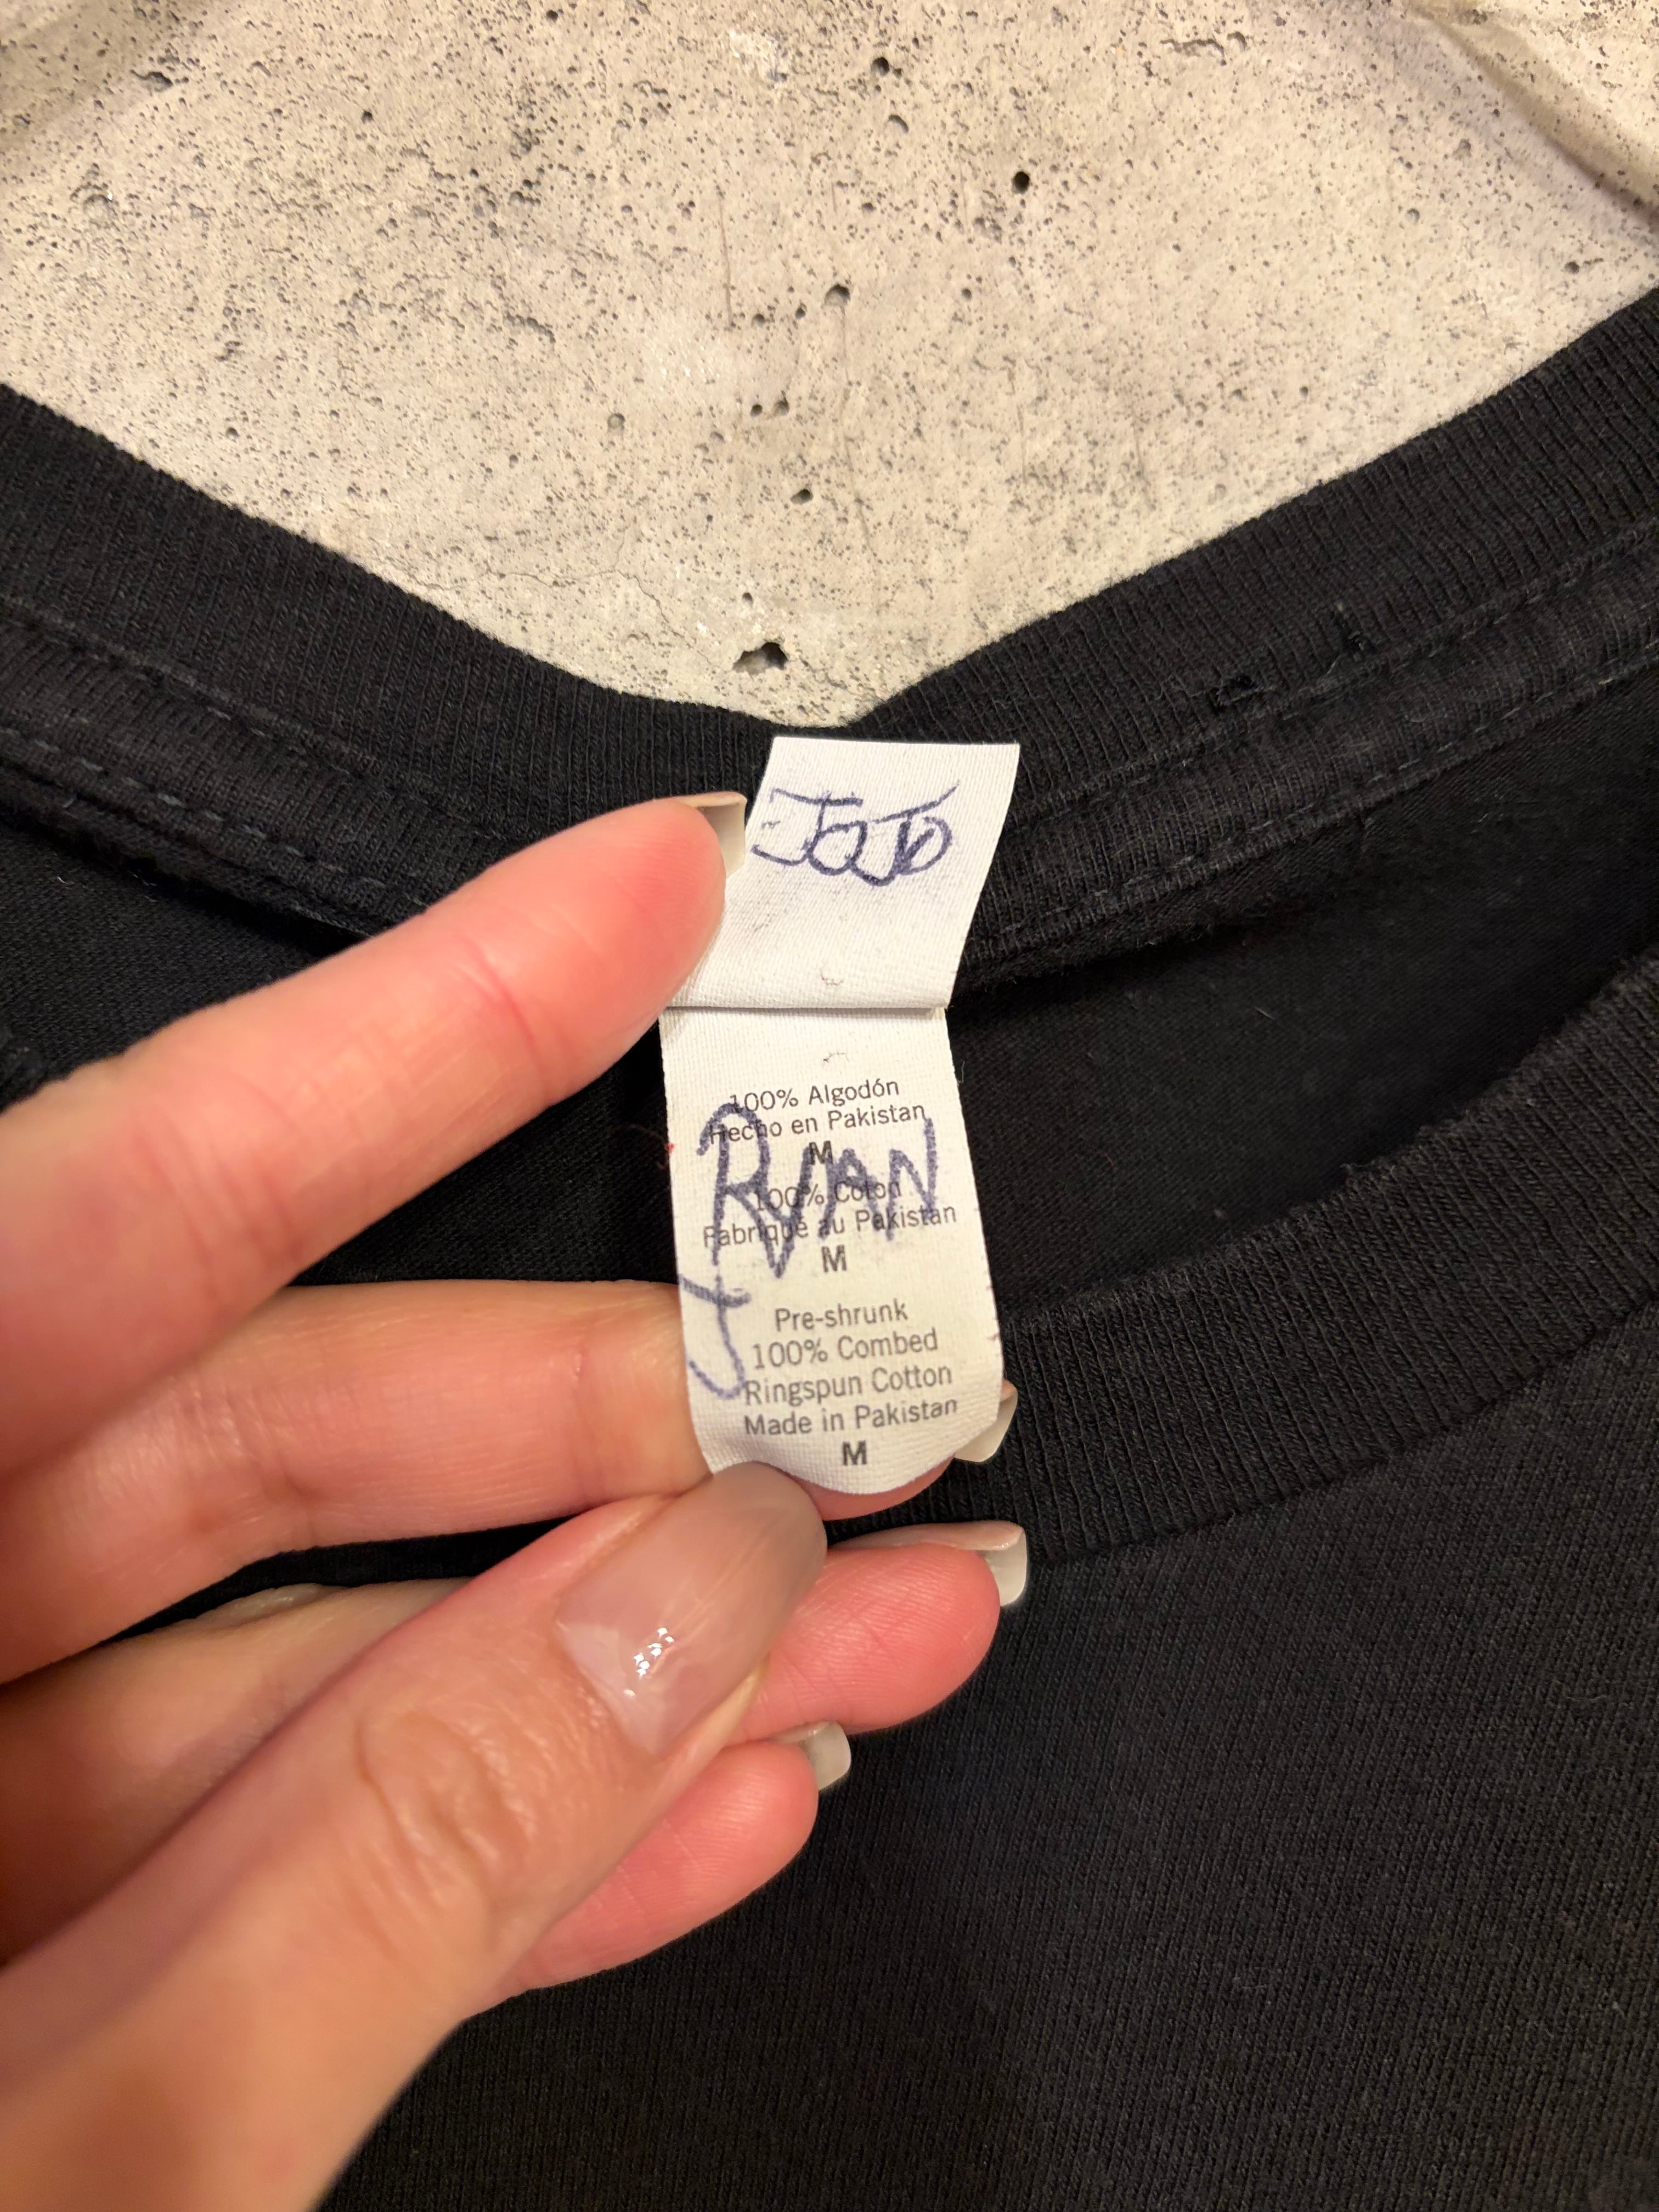 JOJO
100% Algodón
Hecho en Pakistan
M
RYAN
100% Coton
Fabriqué au Pakistan
M
J
Pre-shrunk
100% Combed
Ringspun Cotton
Made in Pakistan
M